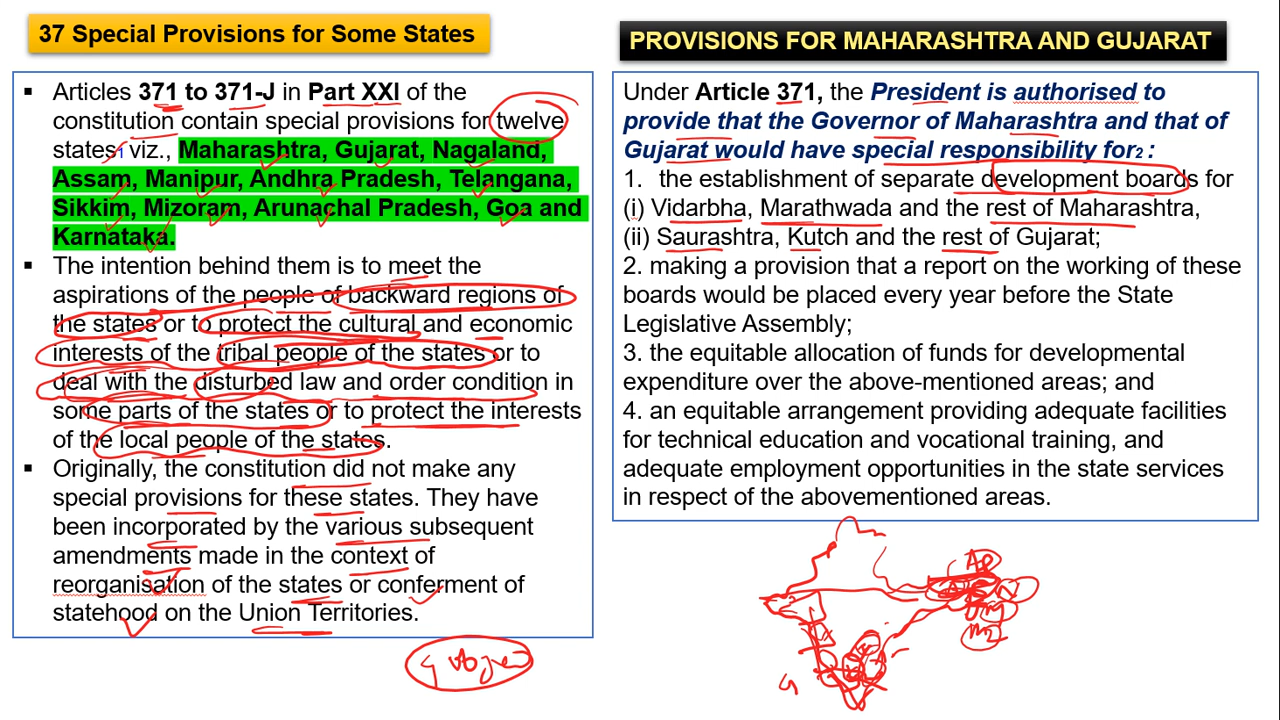 37 Special Provisions for Some States
▪ Articles 371 to 371-J in Part XXI of the
constitution contain special provisions for twelve
states1 viz., Maharashtra, Gujarat, Nagaland,
Assam, Manipur, Andhra Pradesh, Telangana,
Sikkim, Mizoram, Arunachal Pradesh, Goa and
Karnataka.
▪ The intention behind them is to meet the
aspirations of the people of backward regions of
the states or to protect the cultural and economic
interests of the tribal people of the states or to
deal with the disturbed law and order condition in
some parts of the states or to protect the interests
of the local people of the states.
▪ Originally, the constitution did not make any
special provisions for these states. They have
been incorporated by the various subsequent
amendments made in the context of
reorganisation of the states or conferment of
statehood on the Union Territories.
PROVISIONS FOR MAHARASHTRA AND GUJARAT
Under Article 371, the President is authorised to
provide that the Governor of Maharashtra and that of
Gujarat would have special responsibility for2 :
1. the establishment of separate development boards for
(i) Vidarbha, Marathwada and the rest of Maharashtra,
(ii) Saurashtra, Kutch and the rest of Gujarat;
2. making a provision that a report on the working of these
boards would be placed every year before the State
Legislative Assembly;
3. the equitable allocation of funds for developmental
expenditure over the above-mentioned areas; and
4. an equitable arrangement providing adequate facilities
for technical education and vocational training, and
adequate employment opportunities in the state services
in respect of the abovementioned areas.